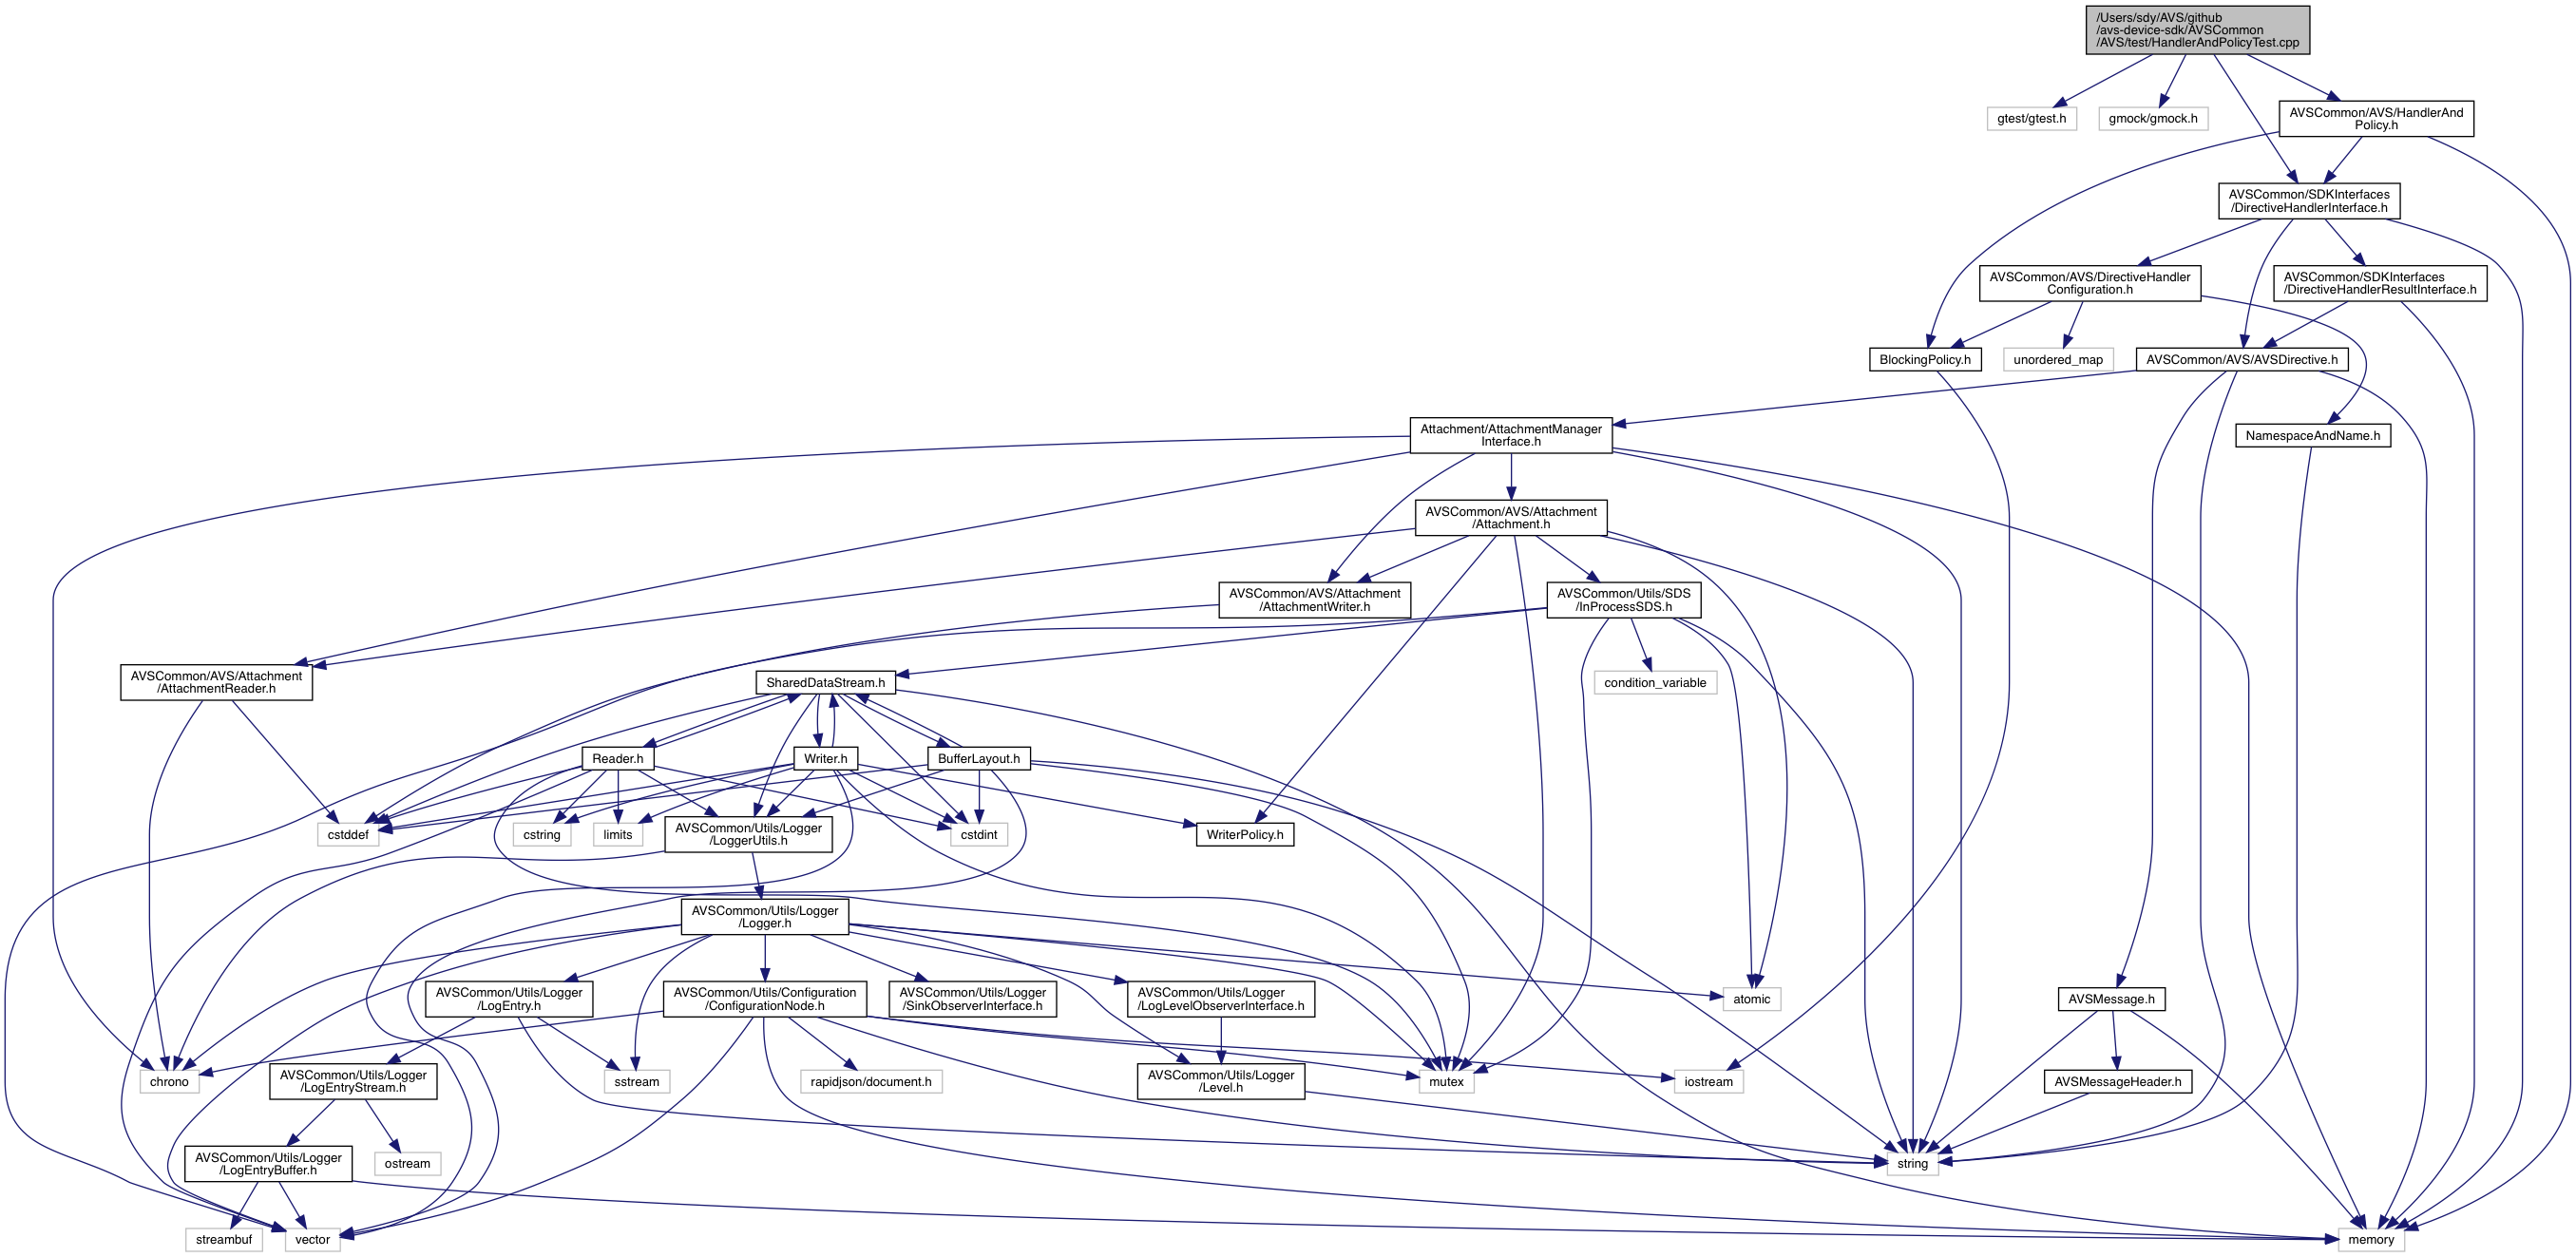 /Users/sdy/AVS/github
/avs-device-sdk/AVSCommon
/AVS/test/HandlerAndPolicyTest.cpp
gtest/gtest.h
gmock/gmock.h
AVSCommon/AVS/HandlerAnd
Policy.h
AVSCommon/SDKInterfaces
/DirectiveHandlerInterface.h
AVSCommon/AVS/DirectiveHandler
Configuration.h
AVSCommon/SDKInterfaces
/DirectiveHandlerResultInterface.h
BlockingPolicy.h
unordered_map
AVSCommon/AVS/AVSDirective.h
Attachment/AttachmentManager
Interface.h
NamespaceAndName.h
AVSCommon/AVS/Attachment
/Attachment.h
AVSCommon/AVS/Attachment
/AttachmentWriter.h
AVSCommon/Utils/SDS
/InProcessSDS.h
AVSCommon/AVS/Attachment
/AttachmentReader.h
SharedDataStream.h
condition_variable
Reader.h
Writer.h
BufferLayout.h
cstddef
cstring
limits
AVSCommon/Utils/Logger
/LoggerUtils.h
cstdint
WriterPolicy.h
AVSCommon/Utils/Logger
/Logger.h
AVSCommon/Utils/Logger
/LogEntry.h
AVSCommon/Utils/Configuration
/ConfigurationNode.h
AVSCommon/Utils/Logger
/SinkObserverInterface.h
AVSCommon/Utils/Logger
/LogLevelObserverInterface.h
atomic
AVSMessage.h
chrono
AVSCommon/Utils/Logger
/LogEntryStream.h
sstream
rapidjson/document.h
AVSCommon/Utils/Logger
/Level.h
mutex
iostream
AVSMessageHeader.h
AVSCommon/Utils/Logger
/LogEntryBuffer.h
ostream
string
streambuf
vector
memory